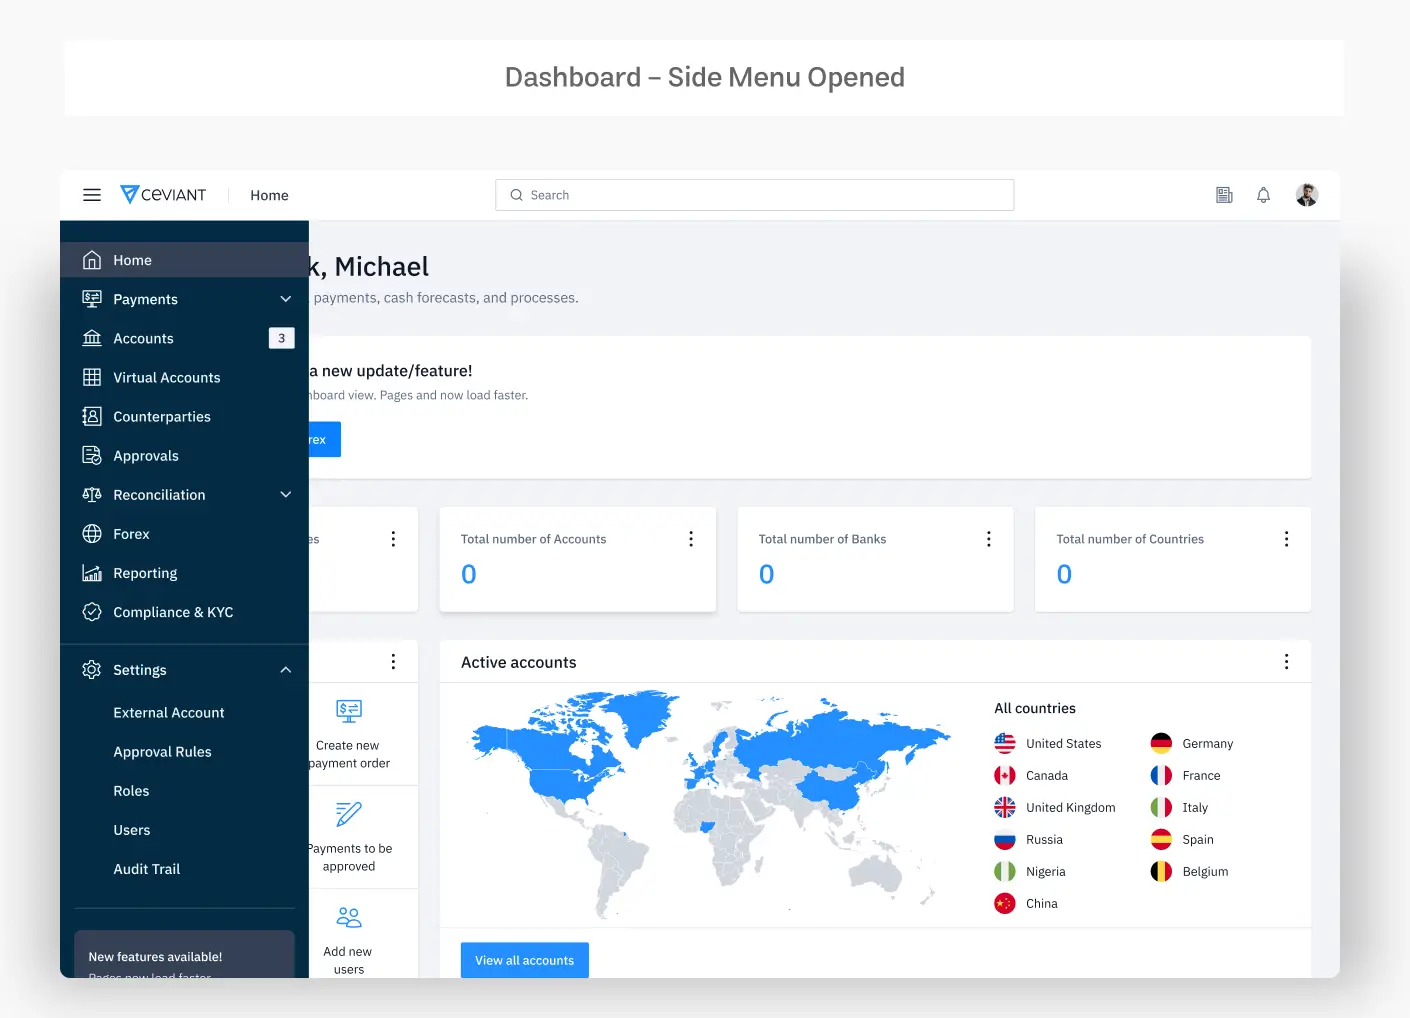 Dashboard – Side Menu Opened
CEVIANT
Home
Search
Home
Payments
Accounts
3
Virtual Accounts
Counterparties
Approvals
Reconciliation
Forex
Reporting
Compliance & KYC
Settings
External Account
Approval Rules
Roles
Users
Audit Trail
New features available!
Pages now load faster
k, Michael
payments, cash forecasts, and processes.
a new update/feature!
board view. Pages and now load faster.
rex
es
Total number of Accounts
0
Total number of Banks
0
Total number of Countries
0
Create new
payment order
Payments to be
approved
Add new
users
Active accounts
All countries
United States
Canada
United Kingdom
Russia
Nigeria
China
Germany
France
Italy
Spain
Belgium
View all accounts